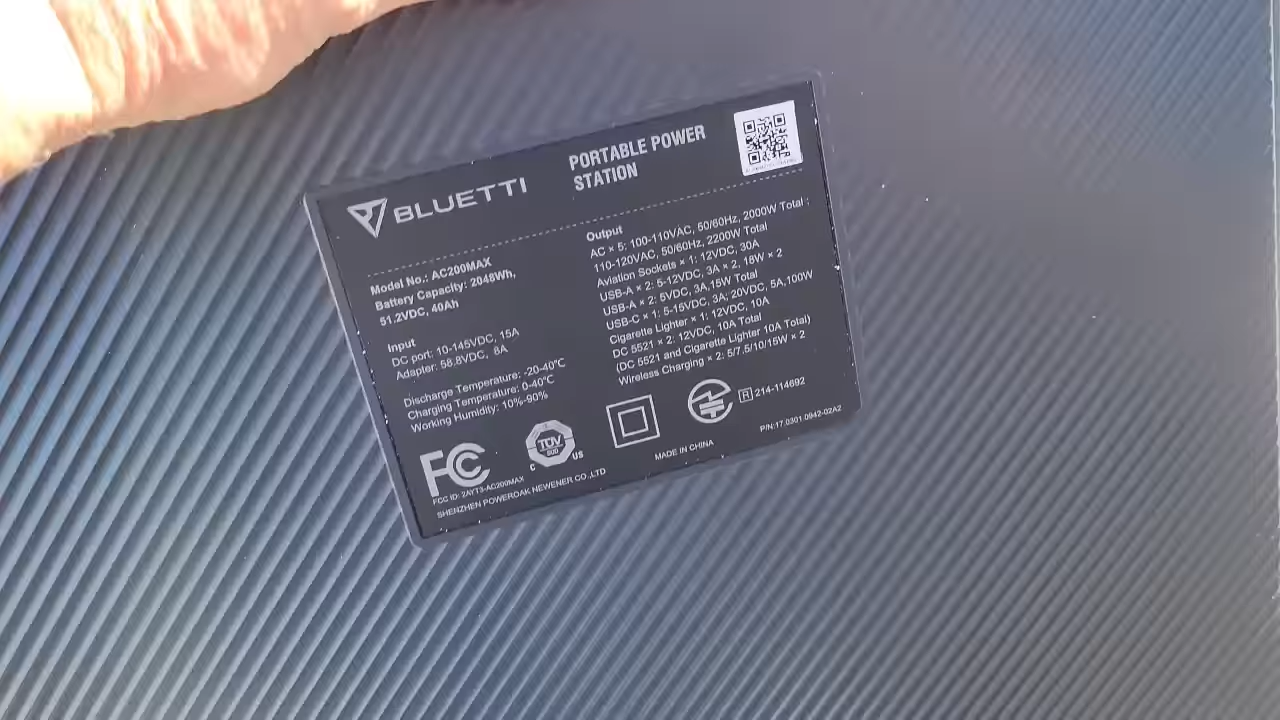 BLUETTI
PORTABLE POWER
STATION
Model No.: AC200MAX
Battery Capacity: 2048Wh,
51.2VDC, 40Ah
Input
DC port: 10-145VDC, 15A
Adapter: 58.8VDC, 8A
Discharge Temperature: -20-40℃
Charging Temperature: 0-40℃
Working Humidity: 10%-90%
Output
AC × 5: 100-110VAC, 50/60Hz, 2000W Total ;
110-120VAC, 50/60Hz, 2200W Total
Aviation Sockets × 1: 12VDC, 30A
USB-A × 2: 5-12VDC, 3A × 2, 18W × 2
USB-A × 2: 5VDC, 3A,15W Total
USB-C × 1: 5-15VDC, 3A; 20VDC, 5A,100W
Cigarette Lighter × 1: 12VDC, 10A
DC 5521 × 2: 12VDC, 10A Total
(DC 5521 and Cigarette Lighter 10A Total)
Wireless Charging × 2: 5/7.5/10/15W × 2
FC
TÜV
SÜD
C US
R 214-114692
FCC ID: 2AYT3-AC200MAX
SHENZHEN POWEROAK NEWENER CO.,LTD
MADE IN CHINA
P/N:17.0301.0942-02A2